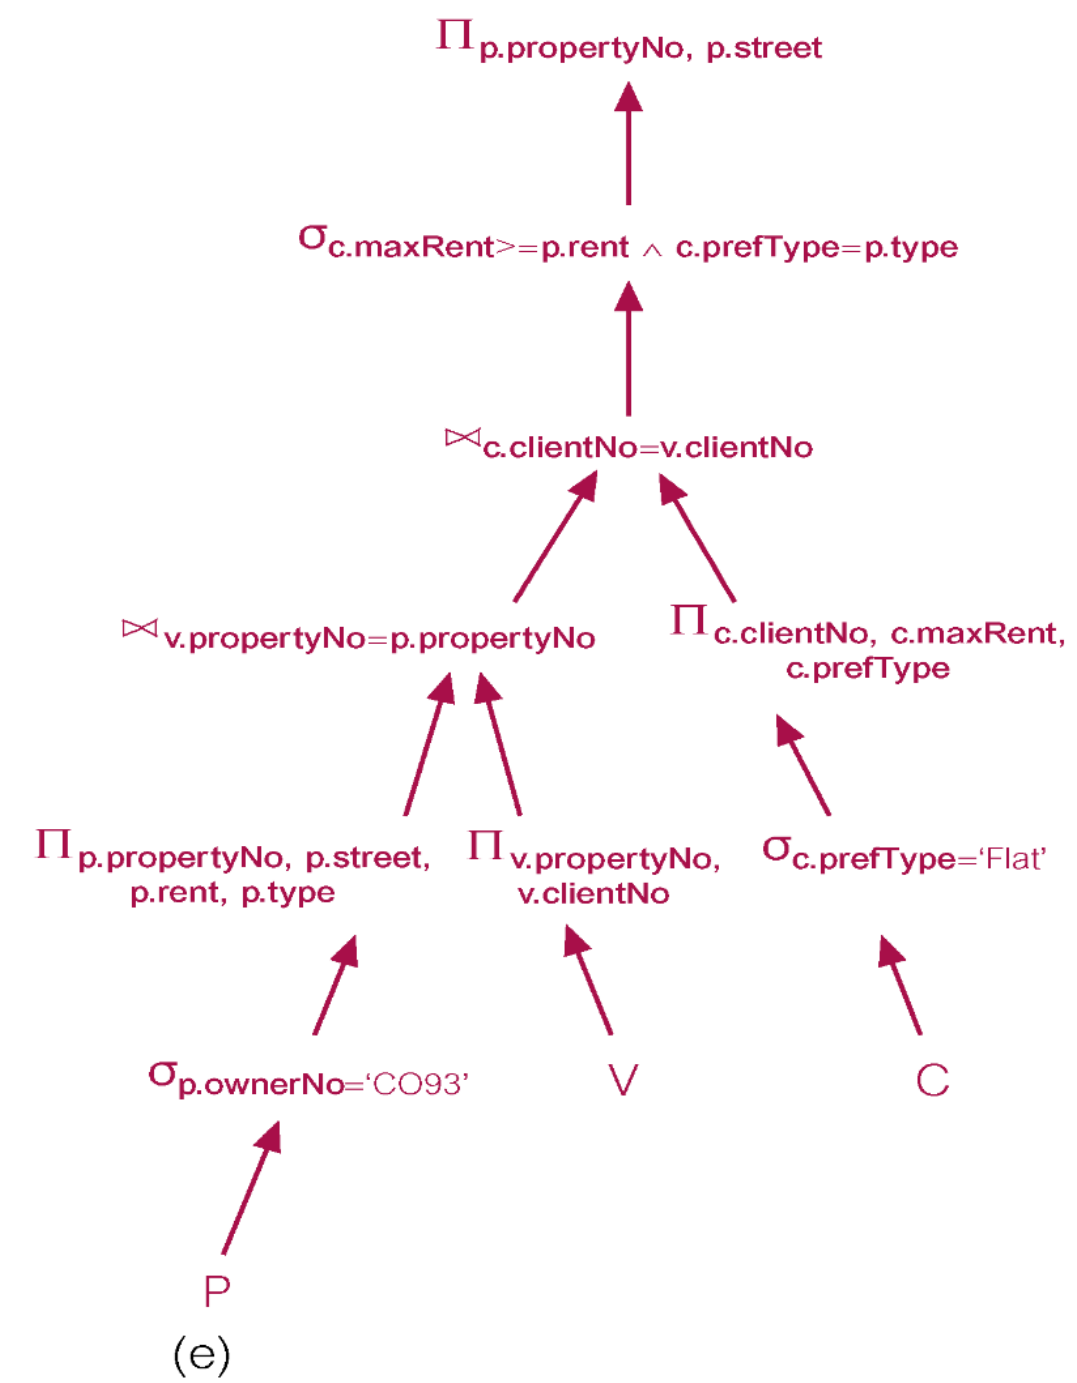 Π p.propertyNo, p.street
σ c.maxRent>=p.rent ∧ c.prefType=p.type
⋈ c.clientNo=v.clientNo
⋈ v.propertyNo=p.propertyNo
Π c.clientNo, c.maxRent,
c.prefType
Π p.propertyNo, p.street,
p.rent, p.type
Π v.propertyNo,
v.clientNo
σ c.prefType=‘Flat’
σ p.ownerNo=‘CO93’
V
C
P
(e)